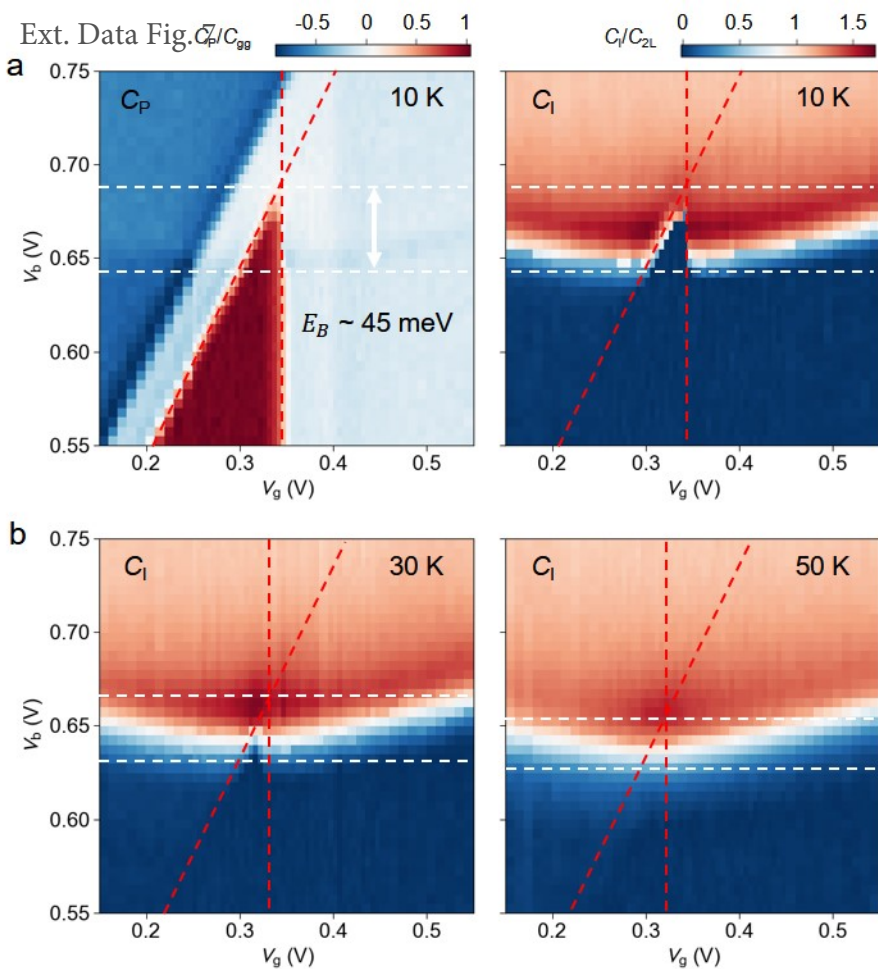 Ext. Data Fig. 7
C_P/C_gg
-0.5 0 0.5 1
C_I/C_2L
0 0.5 1 1.5
a
C_P 10 K
E_B ~ 45 meV
V_b (V)
0.75
0.70
0.65
0.60
0.55
0.2 0.3 0.4 0.5
V_g (V)
C_I 10 K
0.2 0.3 0.4 0.5
V_g (V)
b
C_I 30 K
V_b (V)
0.75
0.70
0.65
0.60
0.55
0.2 0.3 0.4 0.5
V_g (V)
C_I 50 K
0.2 0.3 0.4 0.5
V_g (V)